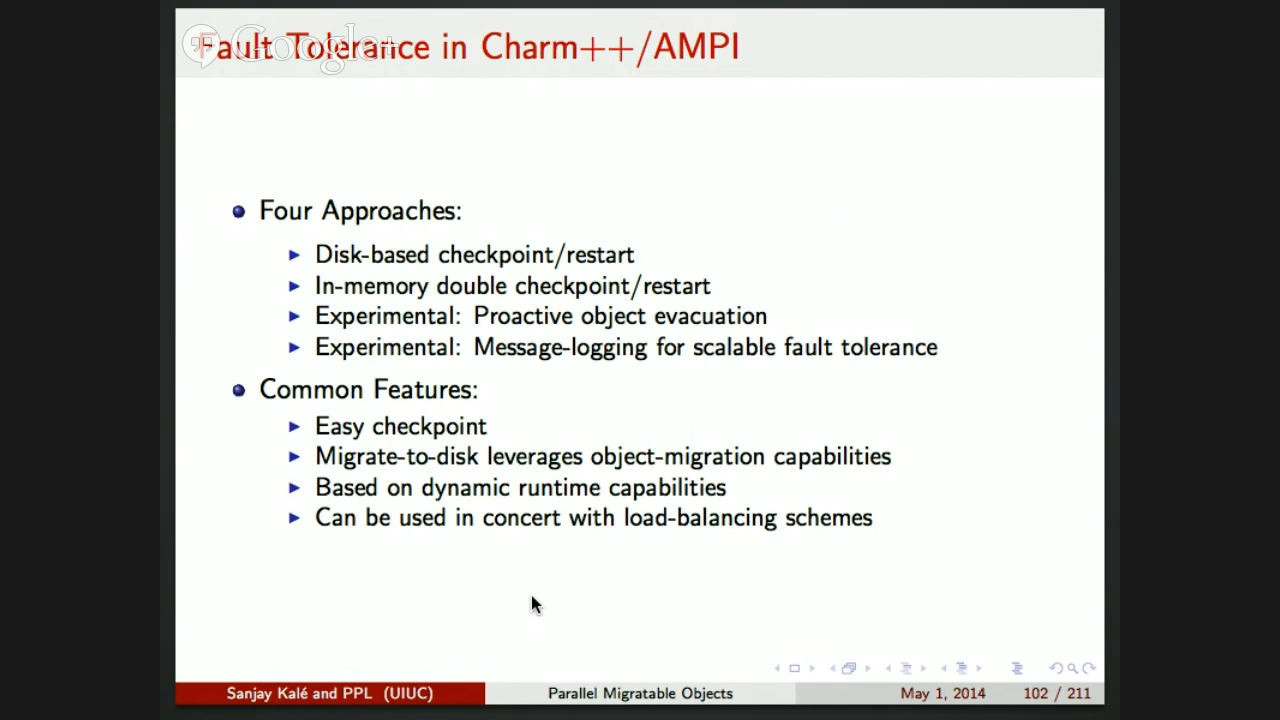 Fault Tolerance in Charm++/AMPI
Google+
Four Approaches:
Disk-based checkpoint/restart
In-memory double checkpoint/restart
Experimental: Proactive object evacuation
Experimental: Message-logging for scalable fault tolerance
Common Features:
Easy checkpoint
Migrate-to-disk leverages object-migration capabilities
Based on dynamic runtime capabilities
Can be used in concert with load-balancing schemes
Sanjay Kalé and PPL (UIUC) Parallel Migratable Objects May 1, 2014 102 / 211